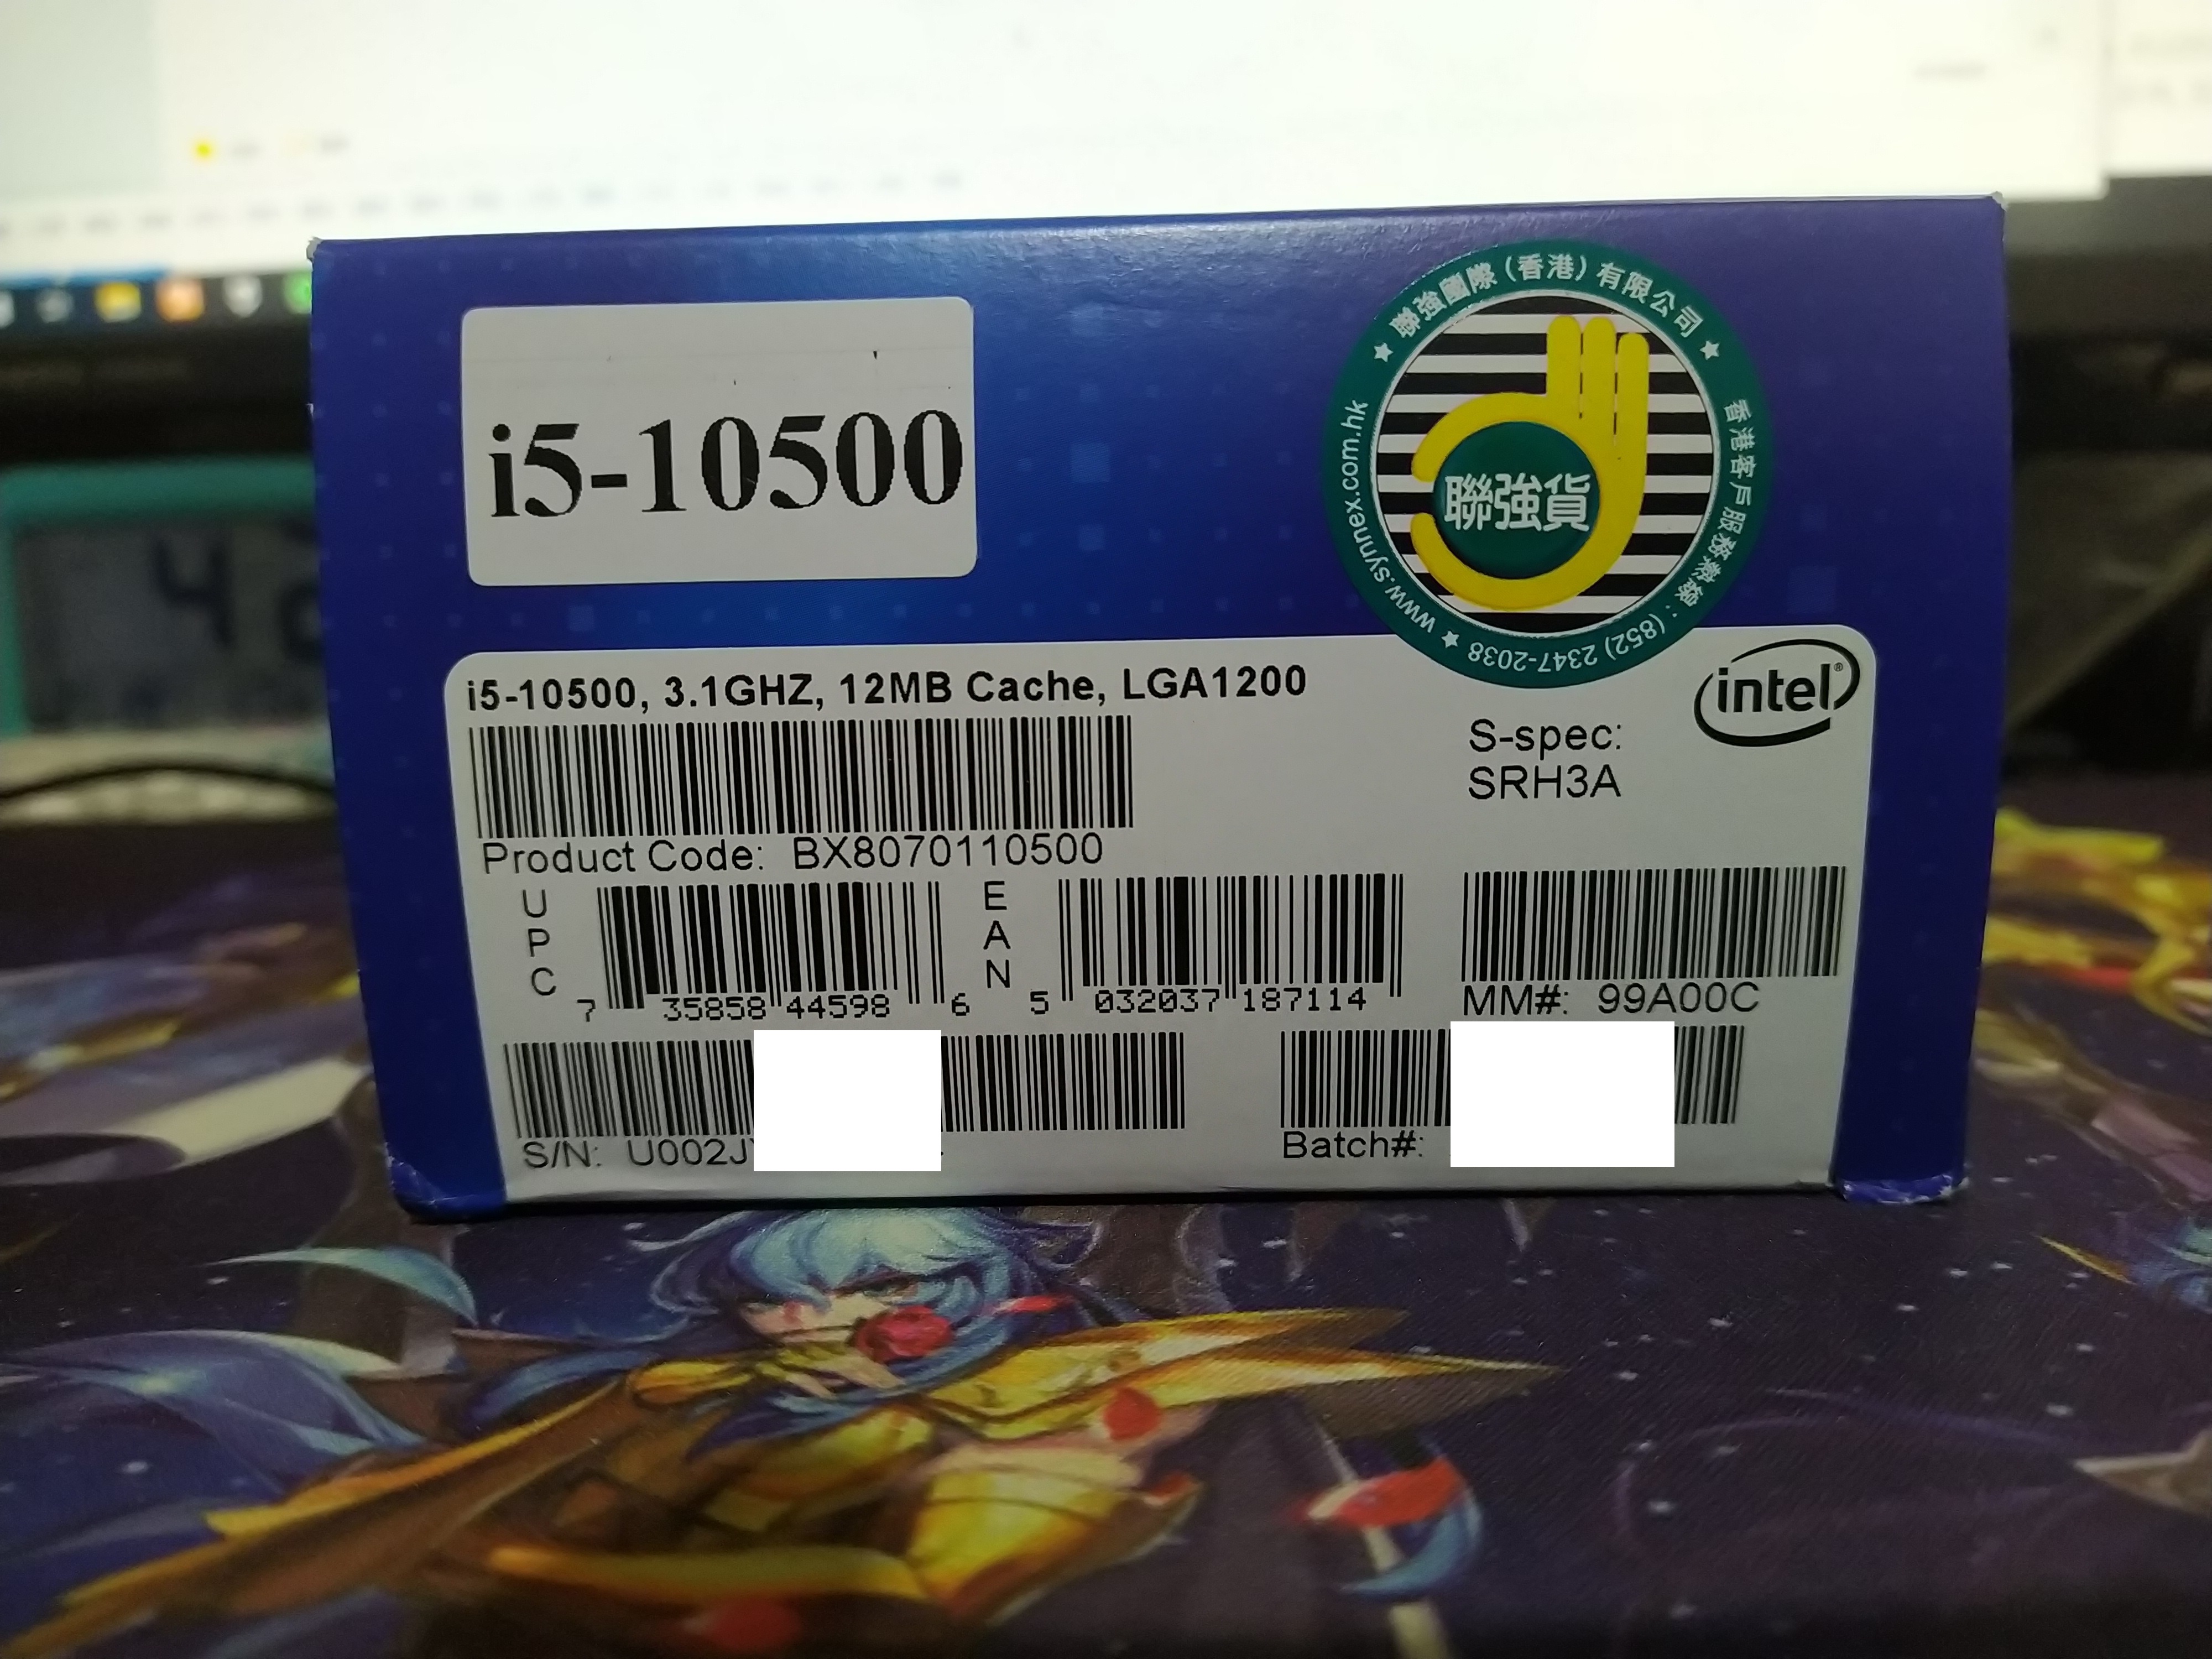 i5-10500
★ 聯強國際（香港）有限公司 ★
香港客戶服務熱線：(852) 2347-2038
★ www.synnex.com.hk
聯強貨
i5-10500, 3.1GHZ, 12MB Cache, LGA1200
intel®
S-spec:
SRH3A
Product Code: BX8070110500
UPC
7 35858 44598 6
EAN
5 032037 187114
MM#: 99A00C
S/N: U002J
Batch#: